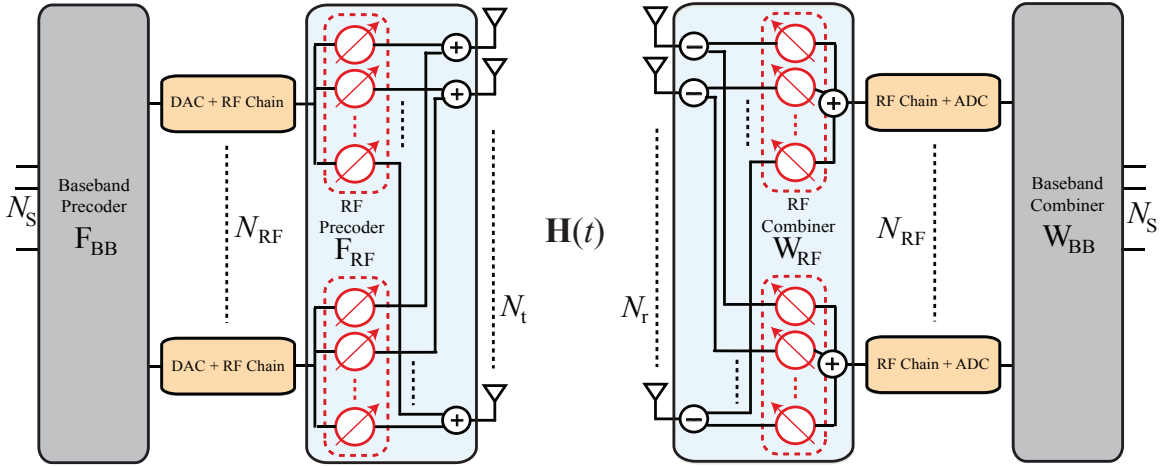 Baseband
Precoder
F_BB
N_S
DAC + RF Chain
N_RF
DAC + RF Chain
RF
Precoder
F_RF
+
+
+
N_t
H(t)
N_r
−
−
−
RF
Combiner
W_RF
+
+
RF Chain + ADC
N_RF
RF Chain + ADC
Baseband
Combiner
W_BB
N_S